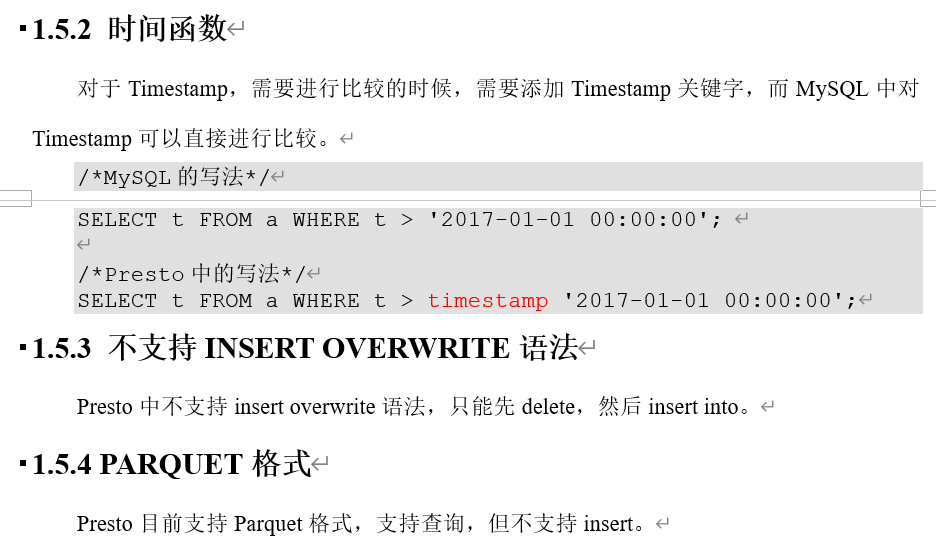 1.5.2 时间函数
对于 Timestamp，需要进行比较的时候，需要添加 Timestamp 关键字，而 MySQL 中对
Timestamp 可以直接进行比较。
/*MySQL 的写法*/
SELECT t FROM a WHERE t > '2017-01-01 00:00:00';
/*Presto 中的写法*/
SELECT t FROM a WHERE t > timestamp '2017-01-01 00:00:00';
1.5.3 不支持 INSERT OVERWRITE 语法
Presto 中不支持 insert overwrite 语法，只能先 delete，然后 insert into。
1.5.4 PARQUET 格式
Presto 目前支持 Parquet 格式，支持查询，但不支持 insert。